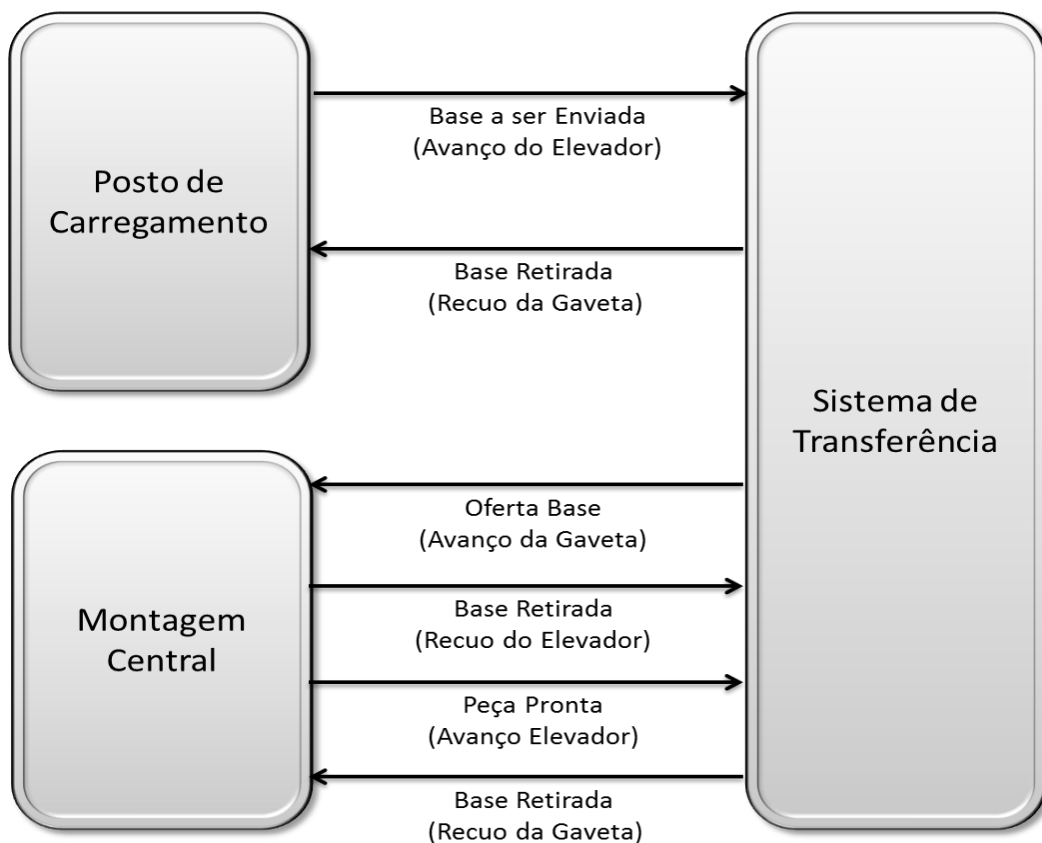 Posto de
Carregamento
Base a ser Enviada
(Avanço do Elevador)
Base Retirada
(Recuo da Gaveta)
Sistema de
Transferência
Montagem
Central
Oferta Base
(Avanço da Gaveta)
Base Retirada
(Recuo do Elevador)
Peça Pronta
(Avanço Elevador)
Base Retirada
(Recuo da Gaveta)